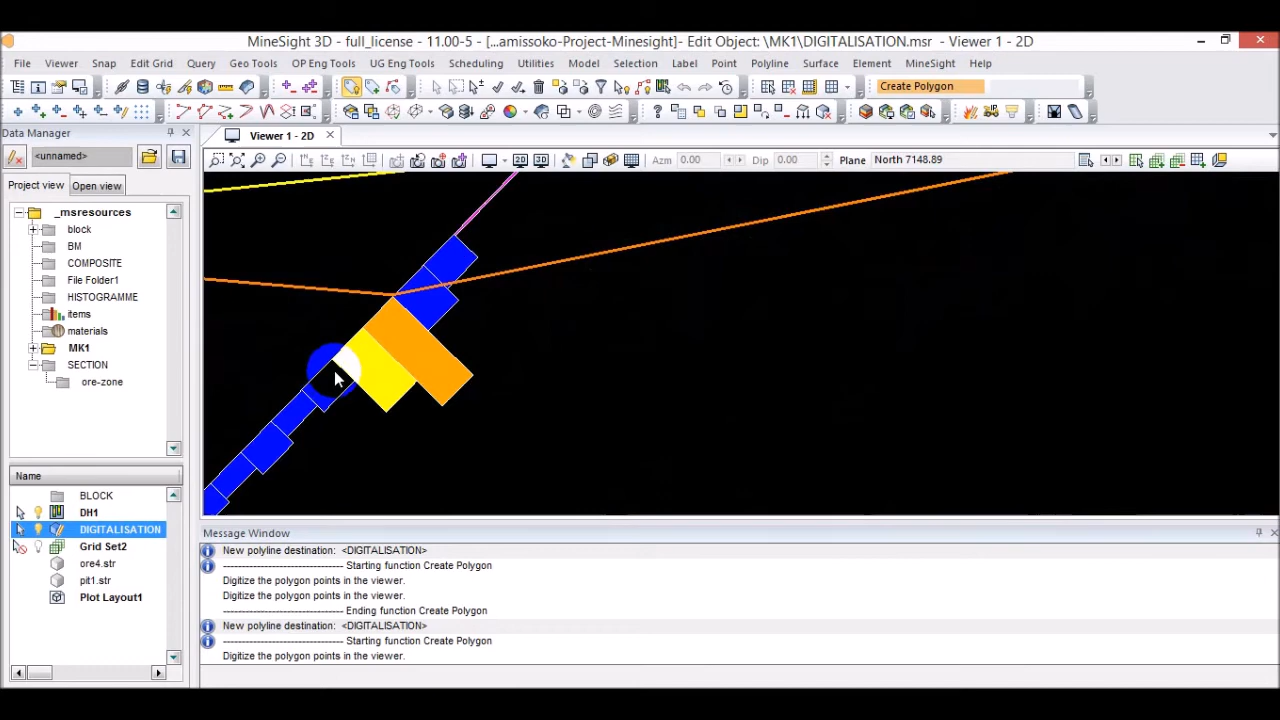 MineSight 3D - full_license - 11.00-5 - [...amissoko-Project-Minesight]- Edit Object: \MK1\DIGITALISATION.msr - Viewer 1 - 2D
File Viewer Snap Edit Grid Query Geo Tools OP Eng Tools UG Eng Tools Scheduling Utilities Model Selection Label Point Polyline Surface Element MineSight Help
Create Polygon
Data Manager
Viewer 1 - 2D
<unnamed>
2D 3D Azm 0.00 Dip 0.00 Plane North 7148.89
Project view Open view
_msresources
block
BM
COMPOSITE
File Folder1
HISTOGRAMME
items
materials
MK1
SECTION
ore-zone
Name
BLOCK
DH1
DIGITALISATION
Grid Set2
ore4.str
pit1.str
Plot Layout1
Message Window
New polyline destination: <DIGITALISATION>
------------------------------ Starting function Create Polygon
Digitize the polygon points in the viewer.
Digitize the polygon points in the viewer.
------------------------------ Ending function Create Polygon
New polyline destination: <DIGITALISATION>
------------------------------ Starting function Create Polygon
Digitize the polygon points in the viewer.